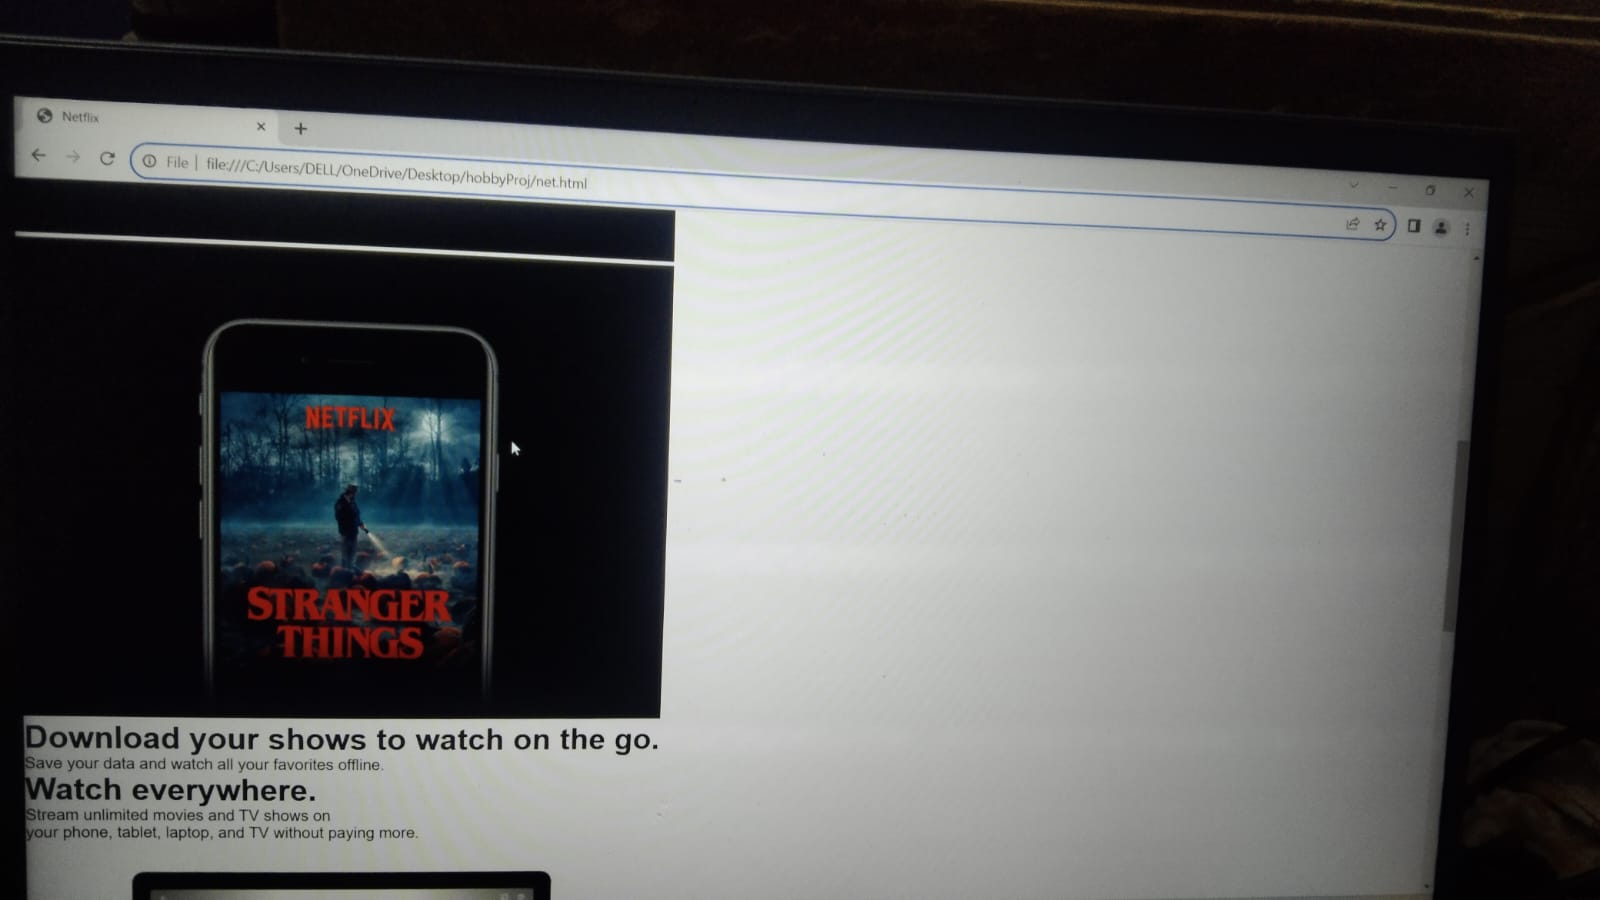 Netflix
File | file:///C:/Users/DELL/OneDrive/Desktop/hobbyProj/net.html
NETFLIX
STRANGER
THINGS
Download your shows to watch on the go.
Save your data and watch all your favorites offline.
Watch everywhere.
Stream unlimited movies and TV shows on
your phone, tablet, laptop, and TV without paying more.